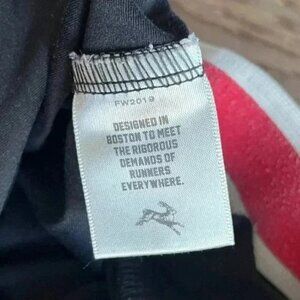 FW2019
DESIGNED IN
BOSTON TO MEET
THE RIGOROUS
DEMANDS OF
RUNNERS
EVERYWHERE.